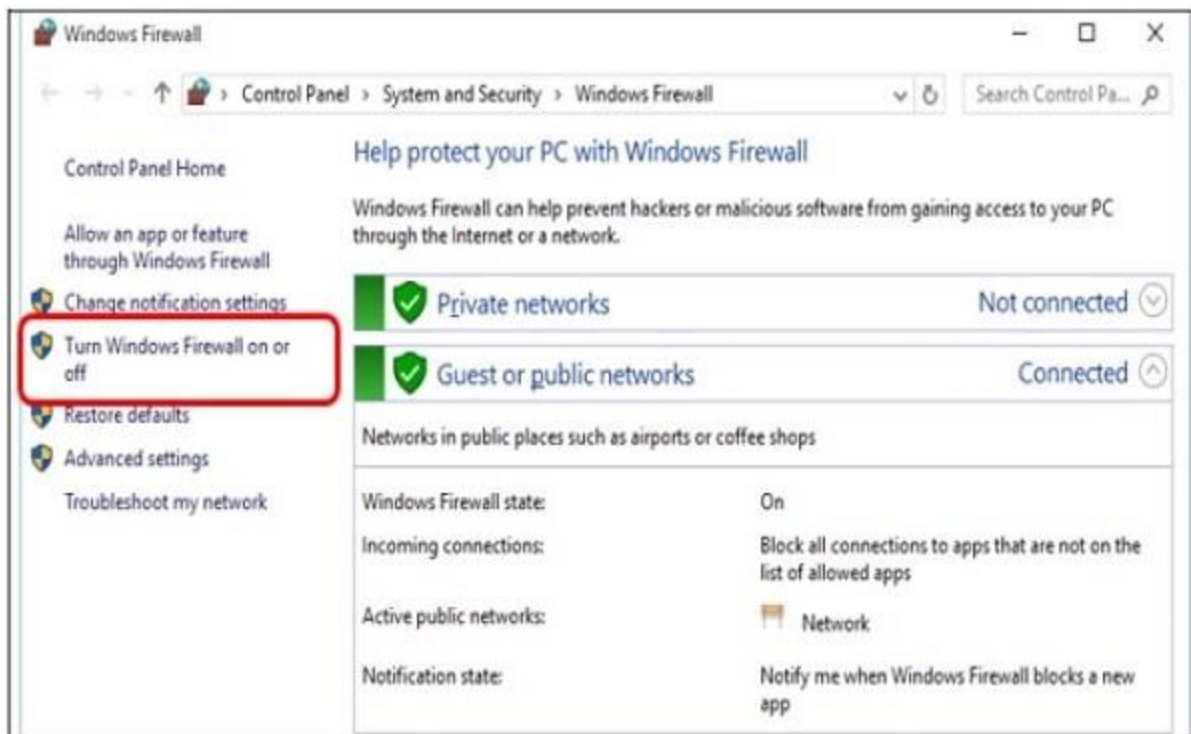 Windows Firewall
Control Panel > System and Security > Windows Firewall
Search Control Pa...
Control Panel Home
Allow an app or feature
through Windows Firewall
Change notification settings
Turn Windows Firewall on or
off
Restore defaults
Advanced settings
Troubleshoot my network
Help protect your PC with Windows Firewall
Windows Firewall can help prevent hackers or malicious software from gaining access to your PC
through the Internet or a network.
Private networks Not connected
Guest or public networks Connected
Networks in public places such as airports or coffee shops
Windows Firewall state: On
Incoming connections: Block all connections to apps that are not on the
list of allowed apps
Active public networks: Network
Notification state: Notify me when Windows Firewall blocks a new
app